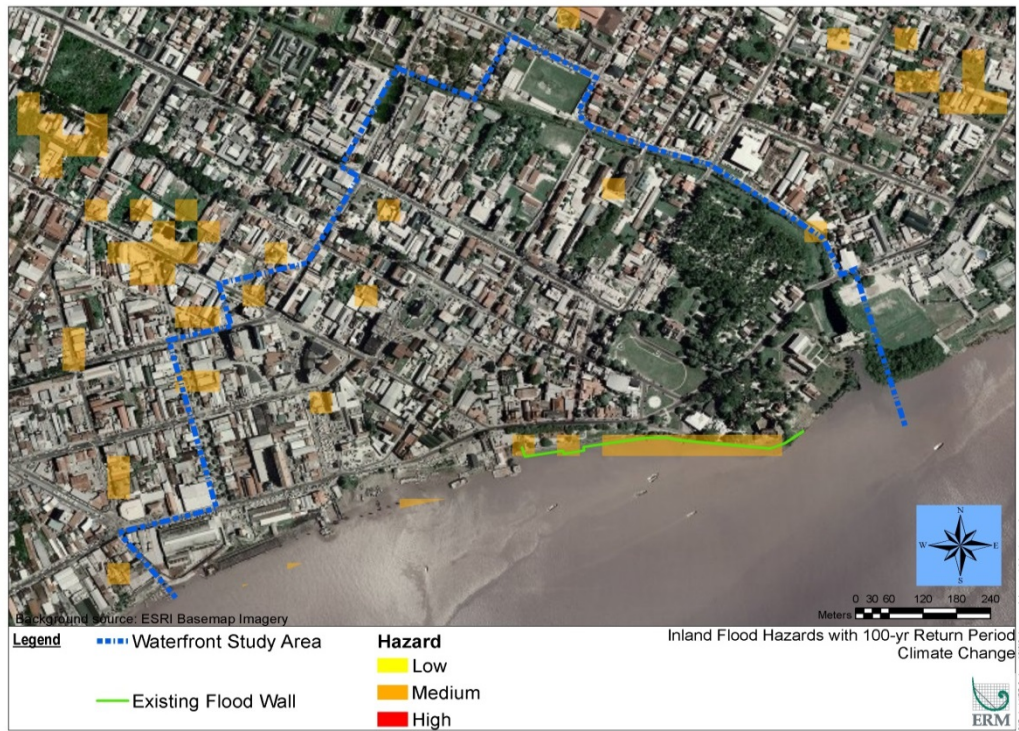 N
W
E
S
0 30 60 120 180 240
Meters
Background source: ESRI Basemap Imagery
Legend
Waterfront Study Area
Existing Flood Wall
Hazard
Low
Medium
High
Inland Flood Hazards with 100-yr Return Period
Climate Change
ERM